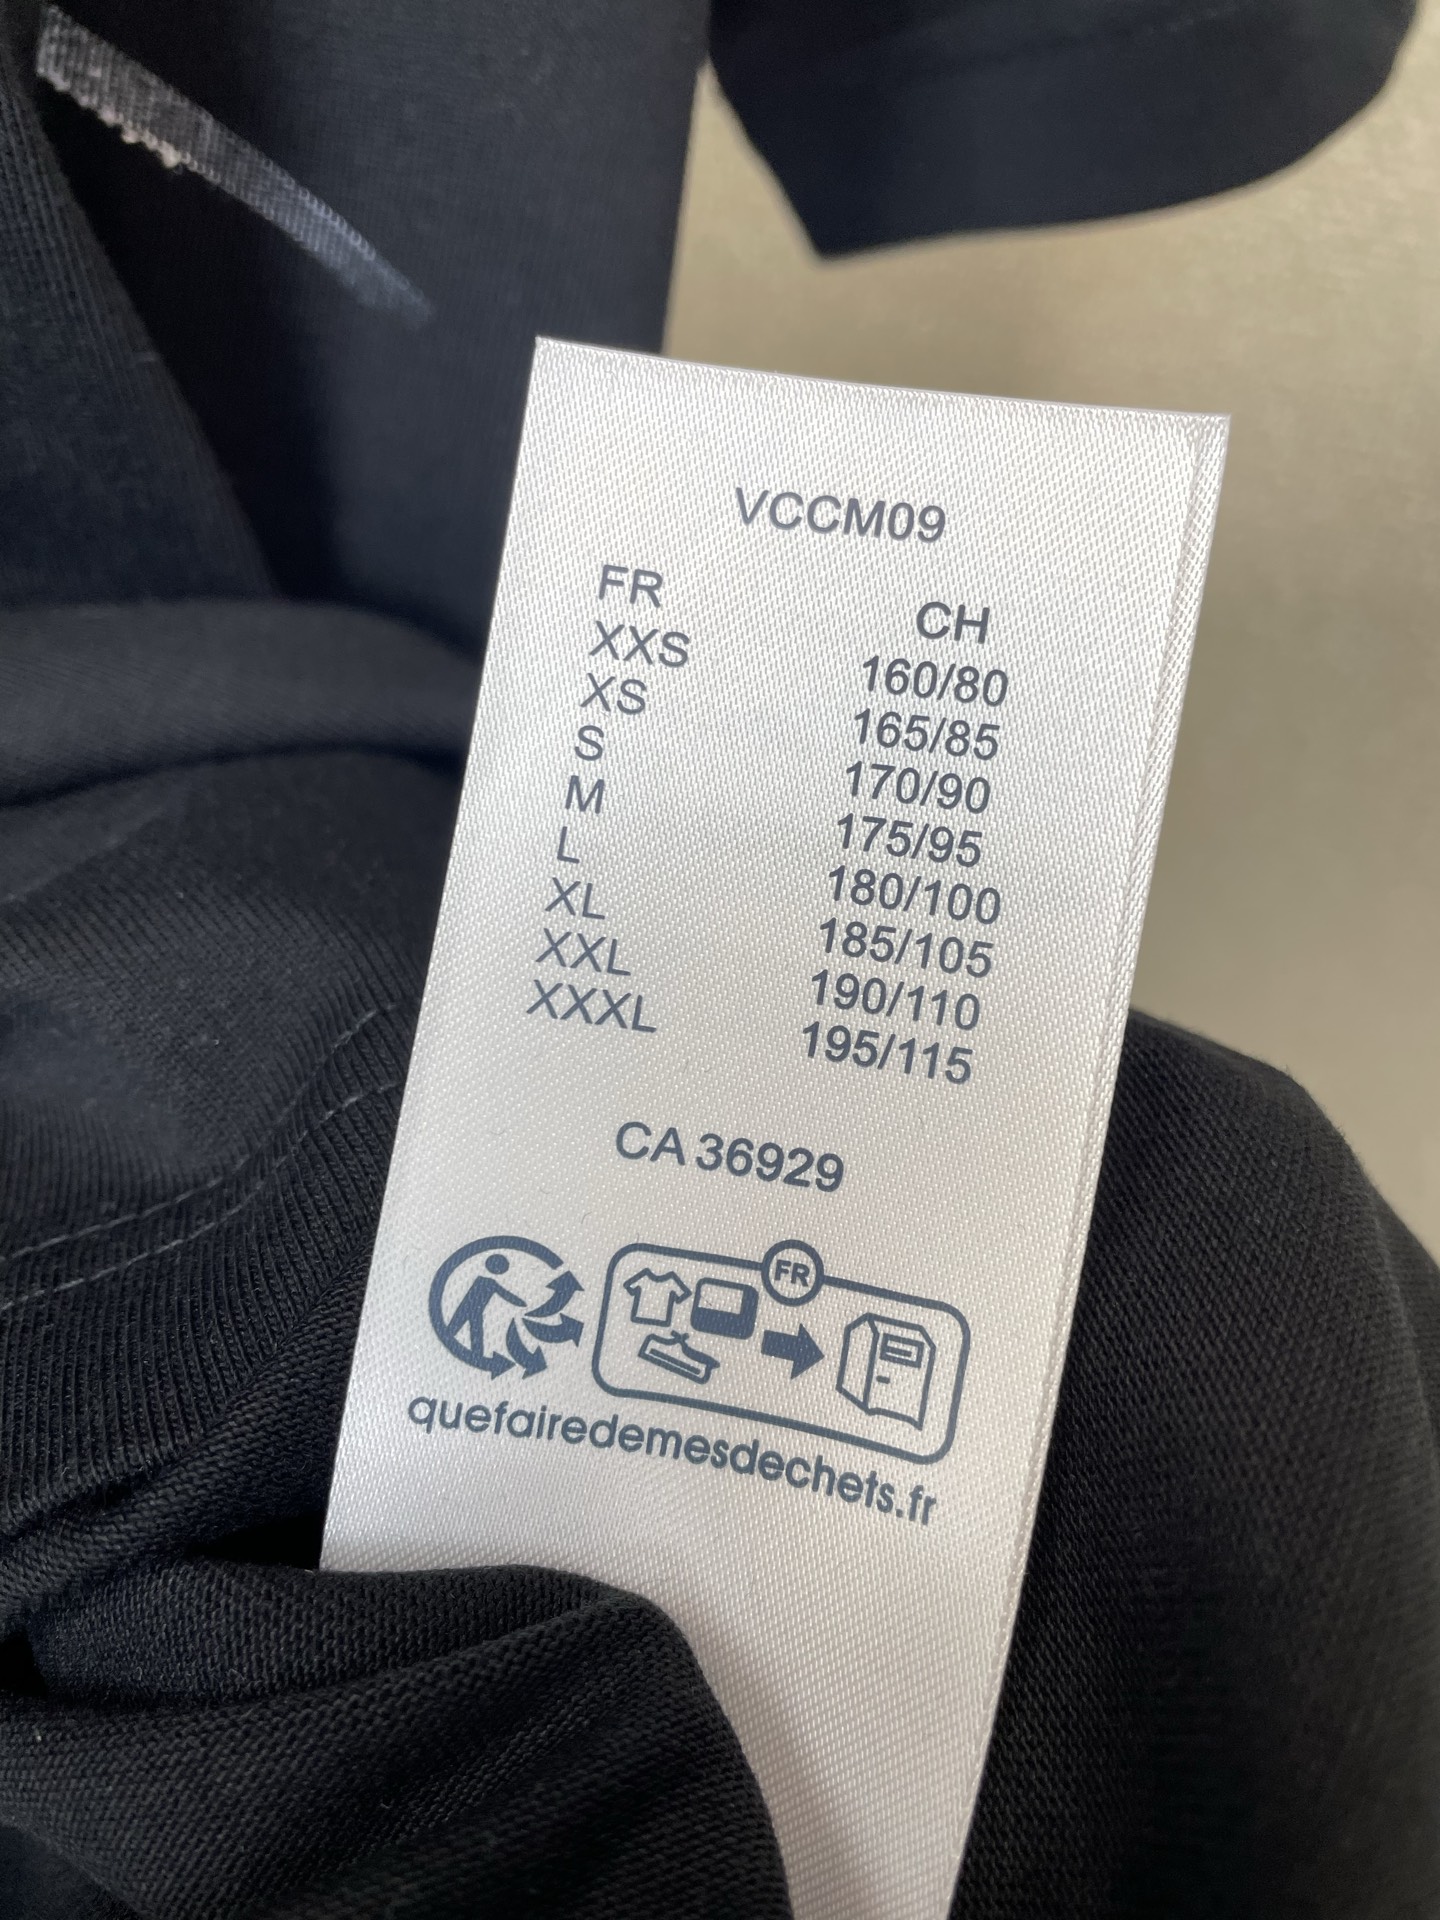 VCCM09
FR CH
XXS 160/80
XS 165/85
S 170/90
M 175/95
L 180/100
XL 185/105
XXL 190/110
XXXL 195/115
CA 36929
FR
quefairedemesdechets.fr